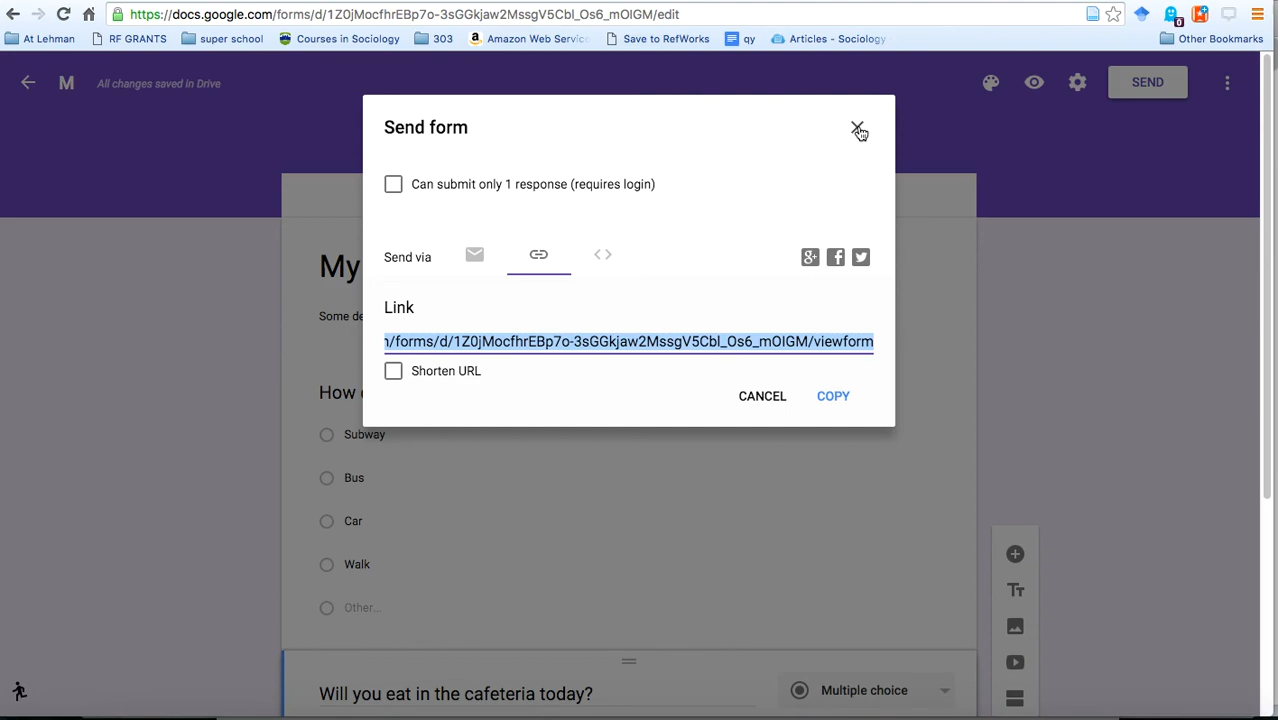 https://docs.google.com/forms/d/1Z0jMocfhrEBp7o-3sGGkjaw2MssgV5Cbl_Os6_mOIGM/edit
At Lehman RF GRANTS super school Courses in Sociology 303 Amazon Web Service Save to RefWorks qy Articles - Sociology Other Bookmarks
M All changes saved in Drive SEND
Send form
Can submit only 1 response (requires login)
Send via
Link
/forms/d/1Z0jMocfhrEBp7o-3sGGkjaw2MssgV5Cbl_Os6_mOIGM/viewform
Shorten URL
CANCEL COPY
My
Some de
How
Subway
Bus
Car
Walk
Other...
Will you eat in the cafeteria today? Multiple choice